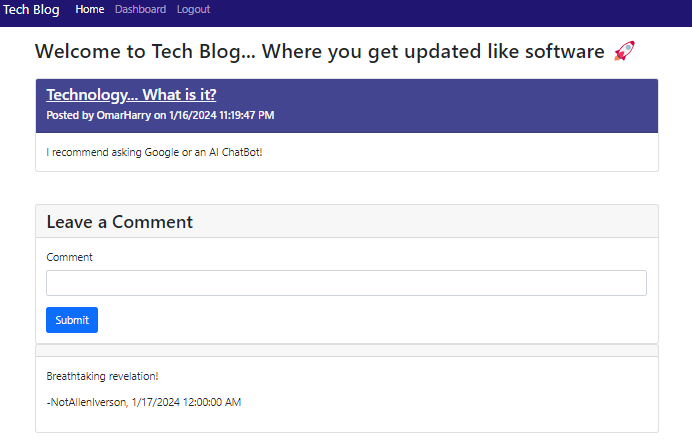 Tech Blog Home Dashboard Logout
Welcome to Tech Blog... Where you get updated like software 🚀
Technology... What is it?
Posted by OmarHarry on 1/16/2024 11:19:47 PM
I recommend asking Google or an AI ChatBot!
Leave a Comment
Comment
Submit
Breathtaking revelation!
-NotAllenIverson, 1/17/2024 12:00:00 AM